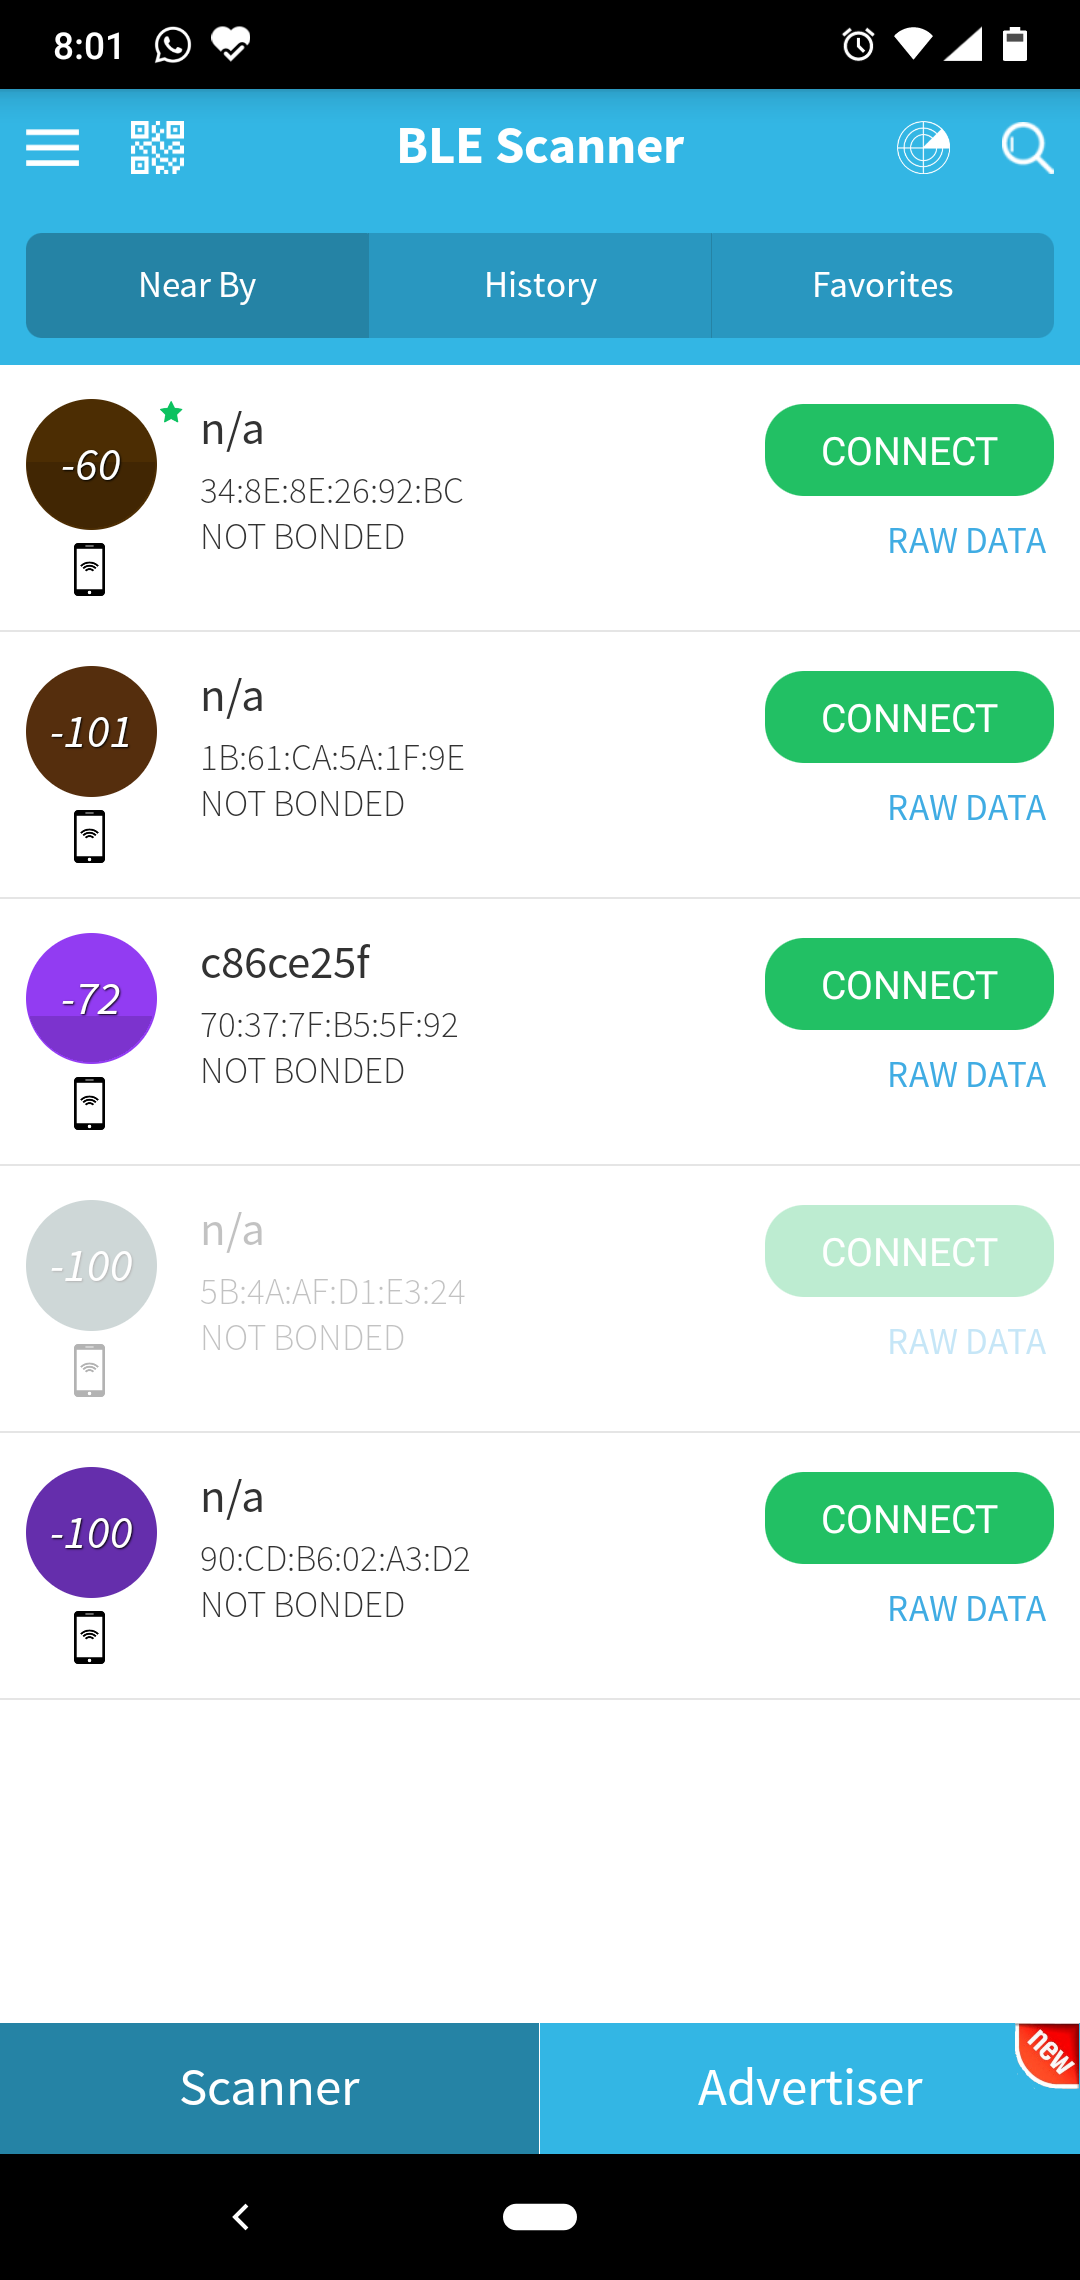 8:01
BLE Scanner
Near By
History
Favorites
-60
n/a
34:8E:8E:26:92:BC
NOT BONDED
CONNECT
RAW DATA
-101
n/a
1B:61:CA:5A:1F:9E
NOT BONDED
CONNECT
RAW DATA
-72
c86ce25f
70:37:7F:B5:5F:92
NOT BONDED
CONNECT
RAW DATA
-100
n/a
5B:4A:AF:D1:E3:24
NOT BONDED
CONNECT
RAW DATA
-100
n/a
90:CD:B6:02:A3:D2
NOT BONDED
CONNECT
RAW DATA
Scanner
Advertiser
new